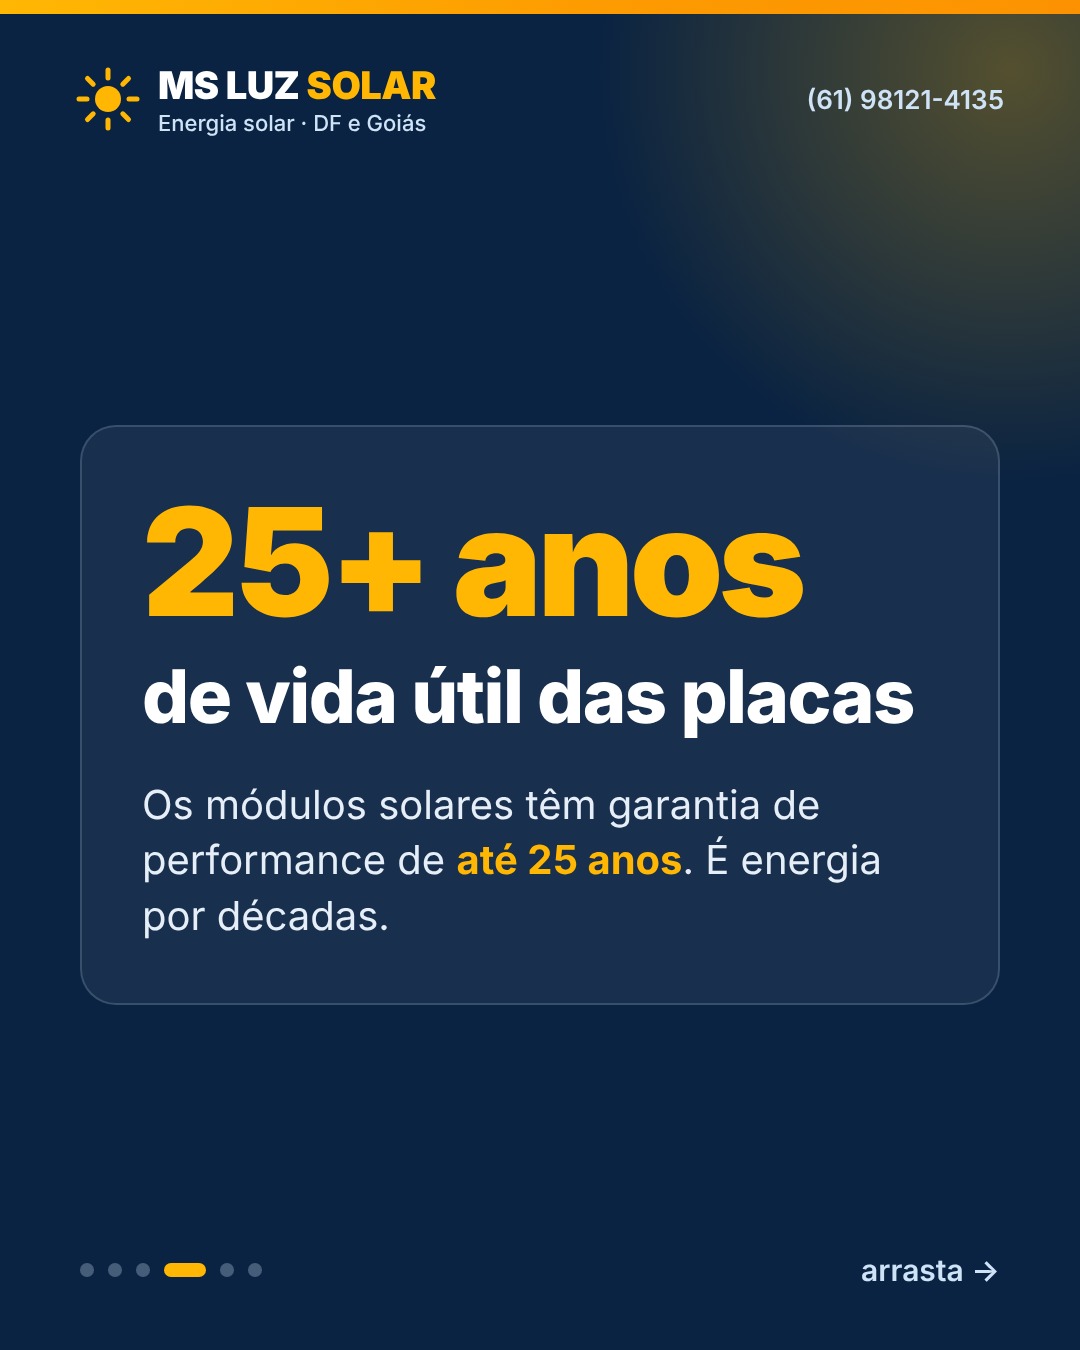 MS LUZ SOLAR
Energia solar · DF e Goiás
(61) 98121-4135
25+ anos
de vida útil das placas
Os módulos solares têm garantia de
performance de até 25 anos. É energia
por décadas.
arrasta →